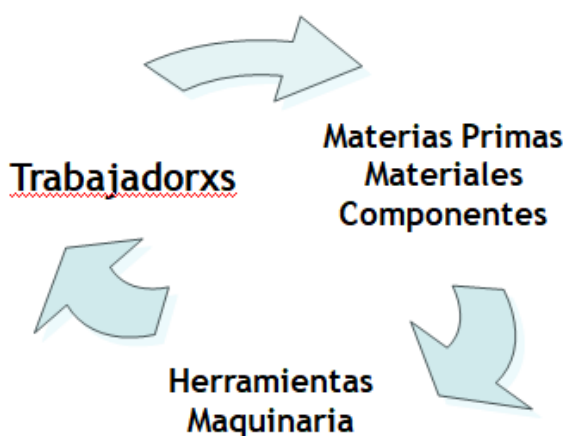 Trabajadorxs
Materias Primas
Materiales
Componentes
Herramientas
Maquinaria